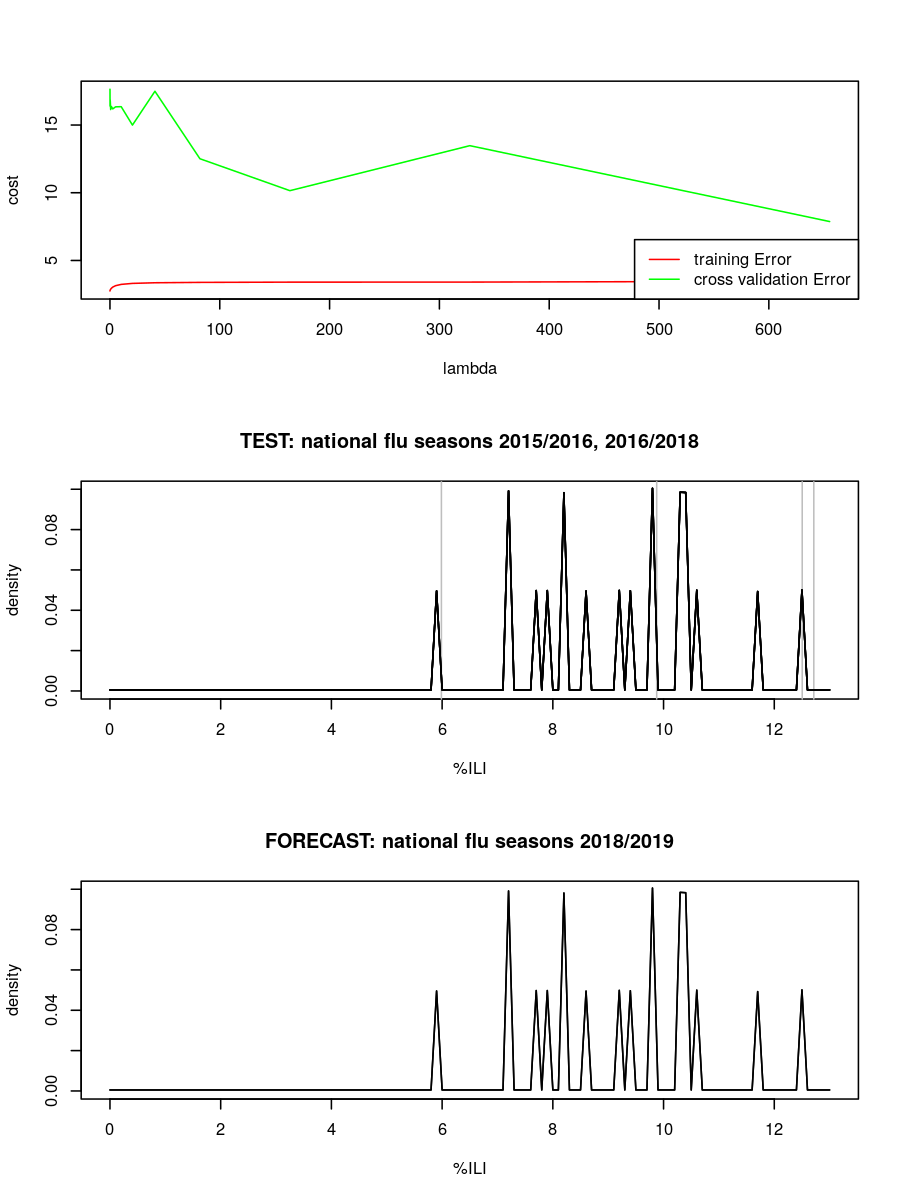 15
10
5
cost
training Error
cross validation Error
0 100 200 300 400 500 600
lambda
TEST: national flu seasons 2015/2016, 2016/2018
0.08
0.04
0.00
density
0 2 4 6 8 10 12
%ILI
FORECAST: national flu seasons 2018/2019
0.08
0.04
0.00
density
0 2 4 6 8 10 12
%ILI